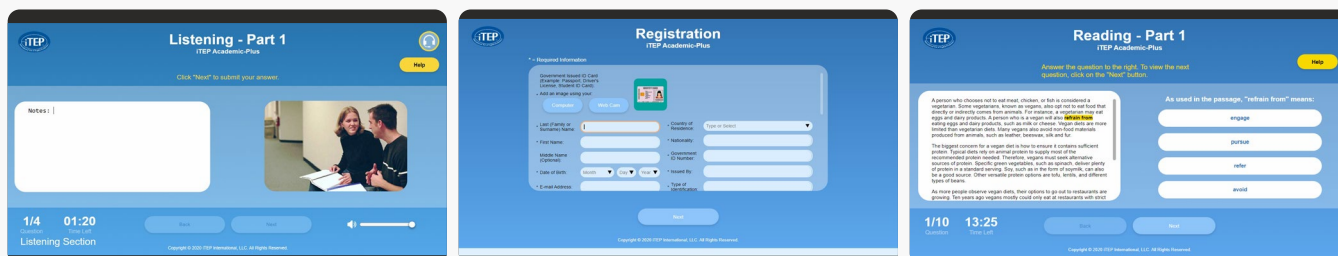 iTEP
Listening - Part 1
iTEP Academic-Plus
Help
Click "Next" to submit your answer.
Notes:
1/4
Question
01:20
Time Left
Back
Next
Listening Section
Copyright © 2020 iTEP International, LLC. All Rights Reserved.
iTEP
Registration
iTEP Academic-Plus
* = Required Information
Government Issued
ID Card
(Example: Passport, Driver's
License, Student ID Card),
Add an image using your:
Computer
Web Cam
Last (Family or
Surname) Name:
* First Name:
Middle Name
(Optional):
* Date of Birth:
Month
Day
Year
* E-mail Address
Country of
Residence:
Type or Select
* Nationality:
Government
ID Number:
* Issued By:
Type of
Identification
Next
Copyright © 2020 iTEP International, LLC. All Rights Reserved.
iTEP
Reading - Part 1
iTEP Academic-Plus
Help
Answer the question to the right. To view the next
question, click on the "Next" button.
A person who chooses not to eat meat, chicken, or fish is considered a
vegetarian. Some vegetarians, known as vegans, also opt not to eat food that
directly or indirectly comes from animals. For instance, a vegetarian may eat
eggs and dairy products. A person who is a vegan will also refrain from
eating eggs and dairy products, such as milk or cheese. Vegan diets are more
limited than vegetarian diets. Many vegans also avoid non-food materials
produced from animals, such as leather, beeswax, silk and fur.
The biggest concern for a vegan diet is how to ensure it contains sufficient
protein. Typical diets rely on animal protein to supply most of the
recommended protein needed. Therefore, vegans must seek alternative
sources of protein. Specific green vegetables, such as spinach, deliver plenty
of protein in a standard serving. Soy, such as in the form of soymilk, can also
be a good source. Other versatile protein options are tofu, lentils, and different
types of beans.
As more people observe vegan diets, their options to go out to restaurants are
growing. Ten years ago vegans mostly could only eat at restaurants with strict
As used in the passage, "refrain from" means:
engage
pursue
refer
avoid
1/10
Question
13:25
Time Left
Back
Next
Copyright © 2020 iTEP International, LLC. All Rights Reserved.